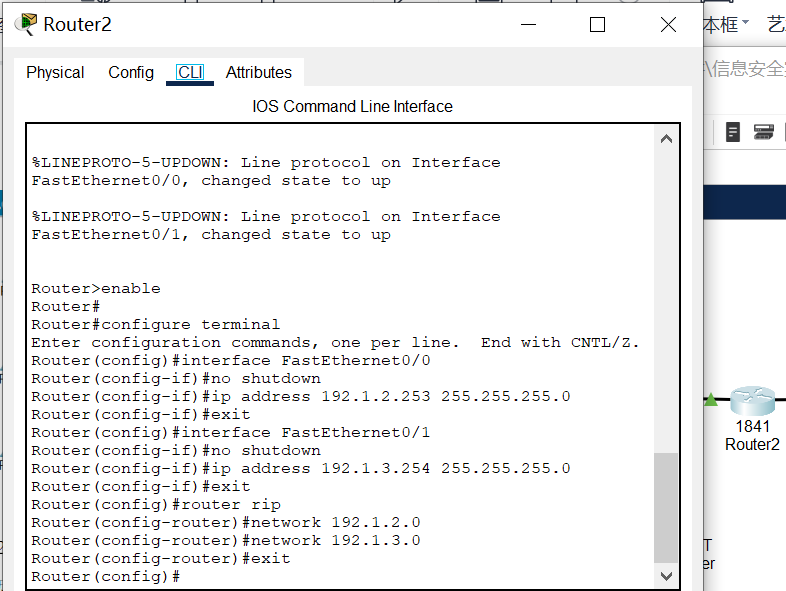 Router2
本框
艺
Physical Config CLI Attributes
\信息安全
IOS Command Line Interface
%LINEPROTO-5-UPDOWN: Line protocol on Interface
FastEthernet0/0, changed state to up
%LINEPROTO-5-UPDOWN: Line protocol on Interface
FastEthernet0/1, changed state to up
Router>enable
Router#
Router#configure terminal
Enter configuration commands, one per line.  End with CNTL/Z.
Router(config)#interface FastEthernet0/0
Router(config-if)#no shutdown
Router(config-if)#ip address 192.1.2.253 255.255.255.0
Router(config-if)#exit
Router(config)#interface FastEthernet0/1
Router(config-if)#no shutdown
Router(config-if)#ip address 192.1.3.254 255.255.255.0
Router(config-if)#exit
Router(config)#router rip
Router(config-router)#network 192.1.2.0
Router(config-router)#network 192.1.3.0
Router(config-router)#exit
Router(config)#
1841
Router2
T
er